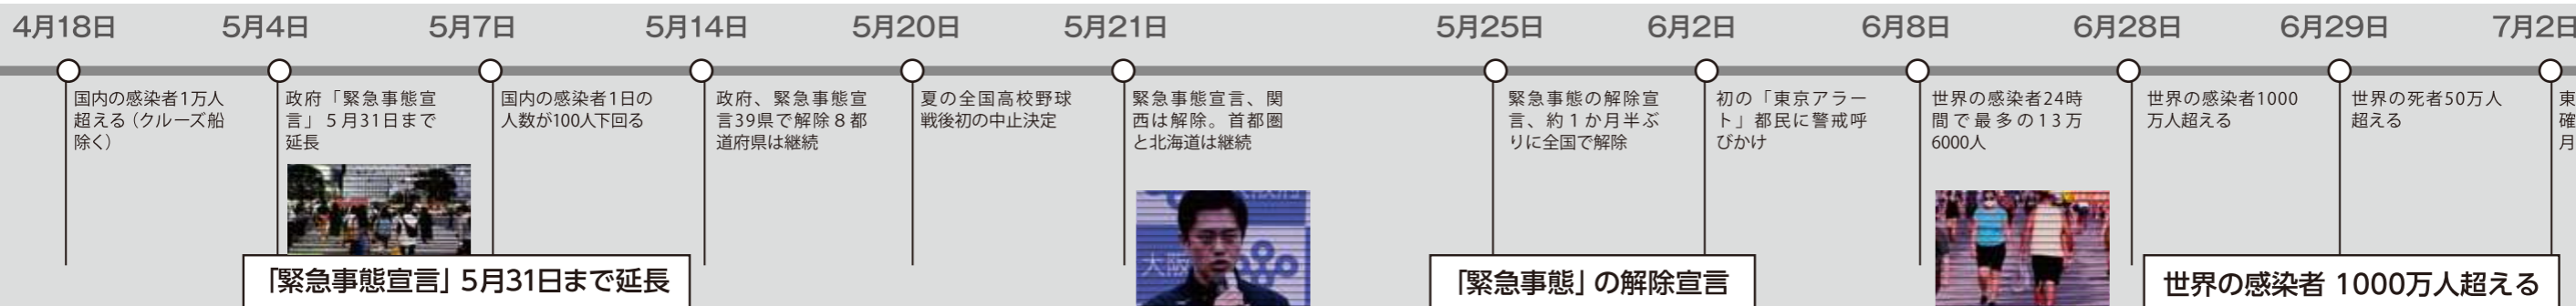 4月18日
国内の感染者1万人
超える（クルーズ船
除く）
5月4日
政府「緊急事態宣
言」５月31日まで
延長
5月7日
国内の感染者1日の
人数が100人下回る
5月14日
政府、緊急事態宣
言39県で解除８都
道府県は継続
5月20日
夏の全国高校野球
戦後初の中止決定
5月21日
緊急事態宣言、関
西は解除。首都圏
と北海道は継続
5月25日
緊急事態の解除宣
言、約１か月半ぶ
りに全国で解除
6月2日
初の「東京アラー
ト」都民に警戒呼
びかけ
6月8日
世界の感染者24時
間で最多の13万
6000人
6月28日
世界の感染者1000
万人超える
6月29日
世界の死者50万人
超える
7月2日
東
確
月
大阪
「緊急事態宣言」5月31日まで延長
「緊急事態」の解除宣言
世界の感染者 1000万人超える